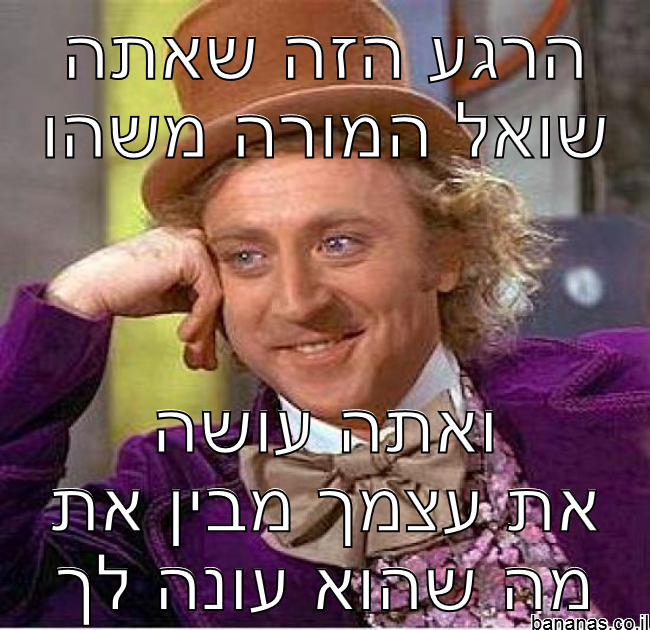 הרגע הזה שאתה
שואל המורה משהו
ואתה עושה
את עצמך מבין את
מה שהוא עונה לך
bananas.co.il